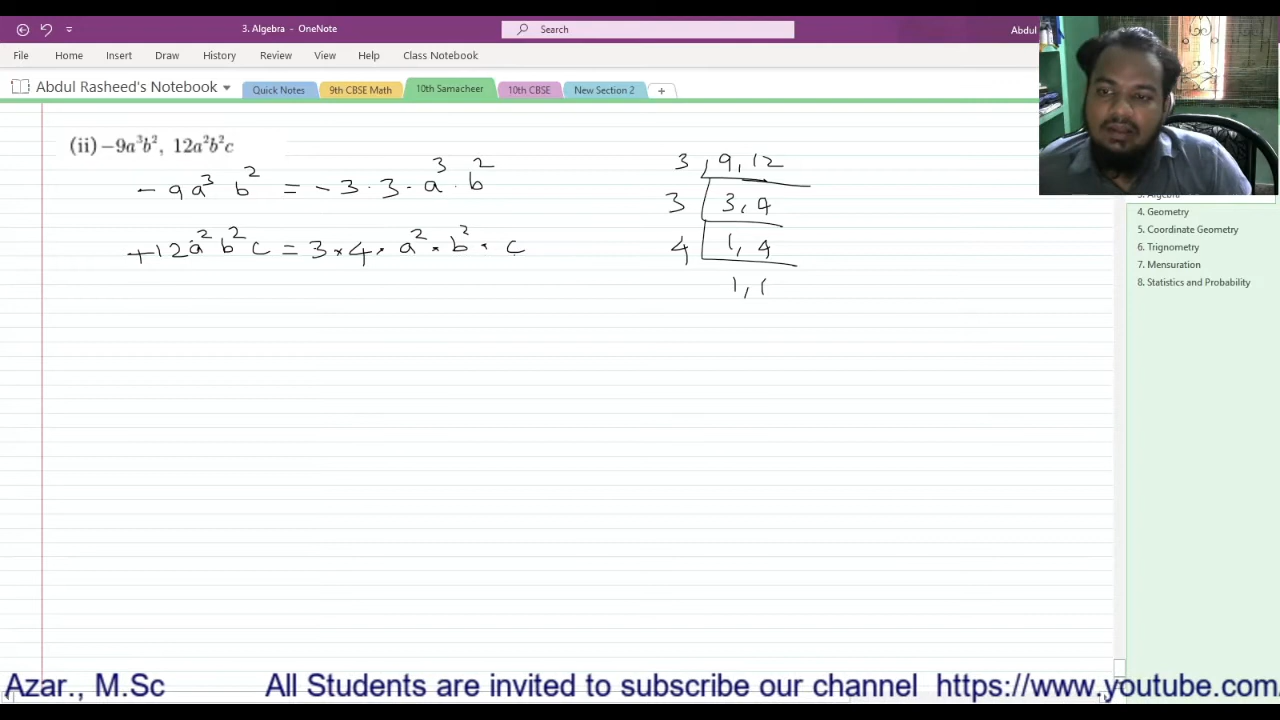 3. Algebra - OneNote
Search
Abdul
File Home Insert Draw History Review View Help Class Notebook
Abdul Rasheed's Notebook
Quick Notes 9th CBSE Math 10th Samacheer 10th CBSE New Section 2 +
(ii) −9a³b², 12a²b²c
- 9a³ b² = - 3 · 3 · a³ · b²
+12a² b² c = 3 × 4 · a² · b² · c
3 9, 12
3 3, 4
4 1, 4
1, 1
3. Algebra
4. Geometry
5. Coordinate Geometry
6. Trignometry
7. Mensuration
8. Statistics and Probability
Azar., M.Sc All Students are invited to subscribe our channel https://www.youtube.com/